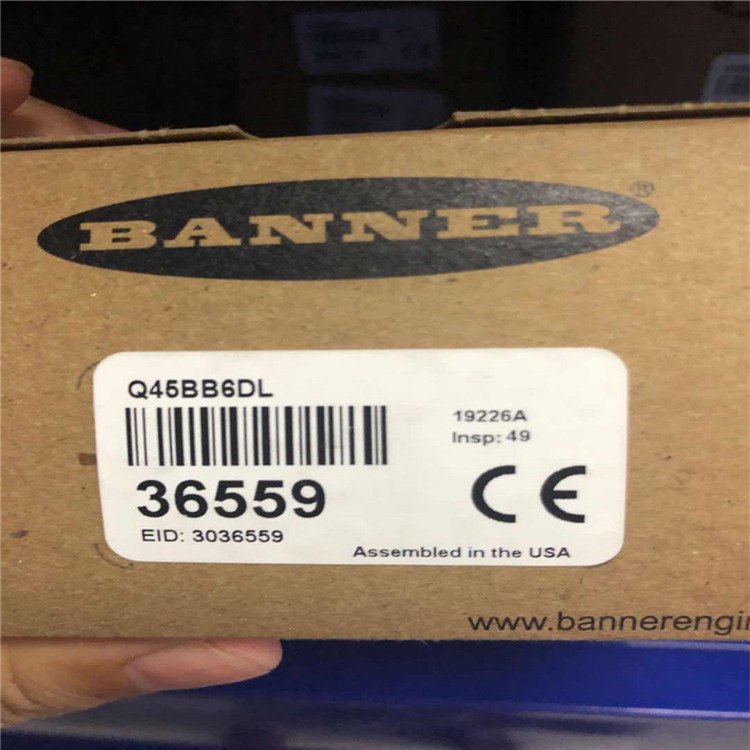 BANNER®
Q45BB6DL
19226A
Insp: 49
36559
CE
EID: 3036559
Assembled in the USA
www.bannerengi